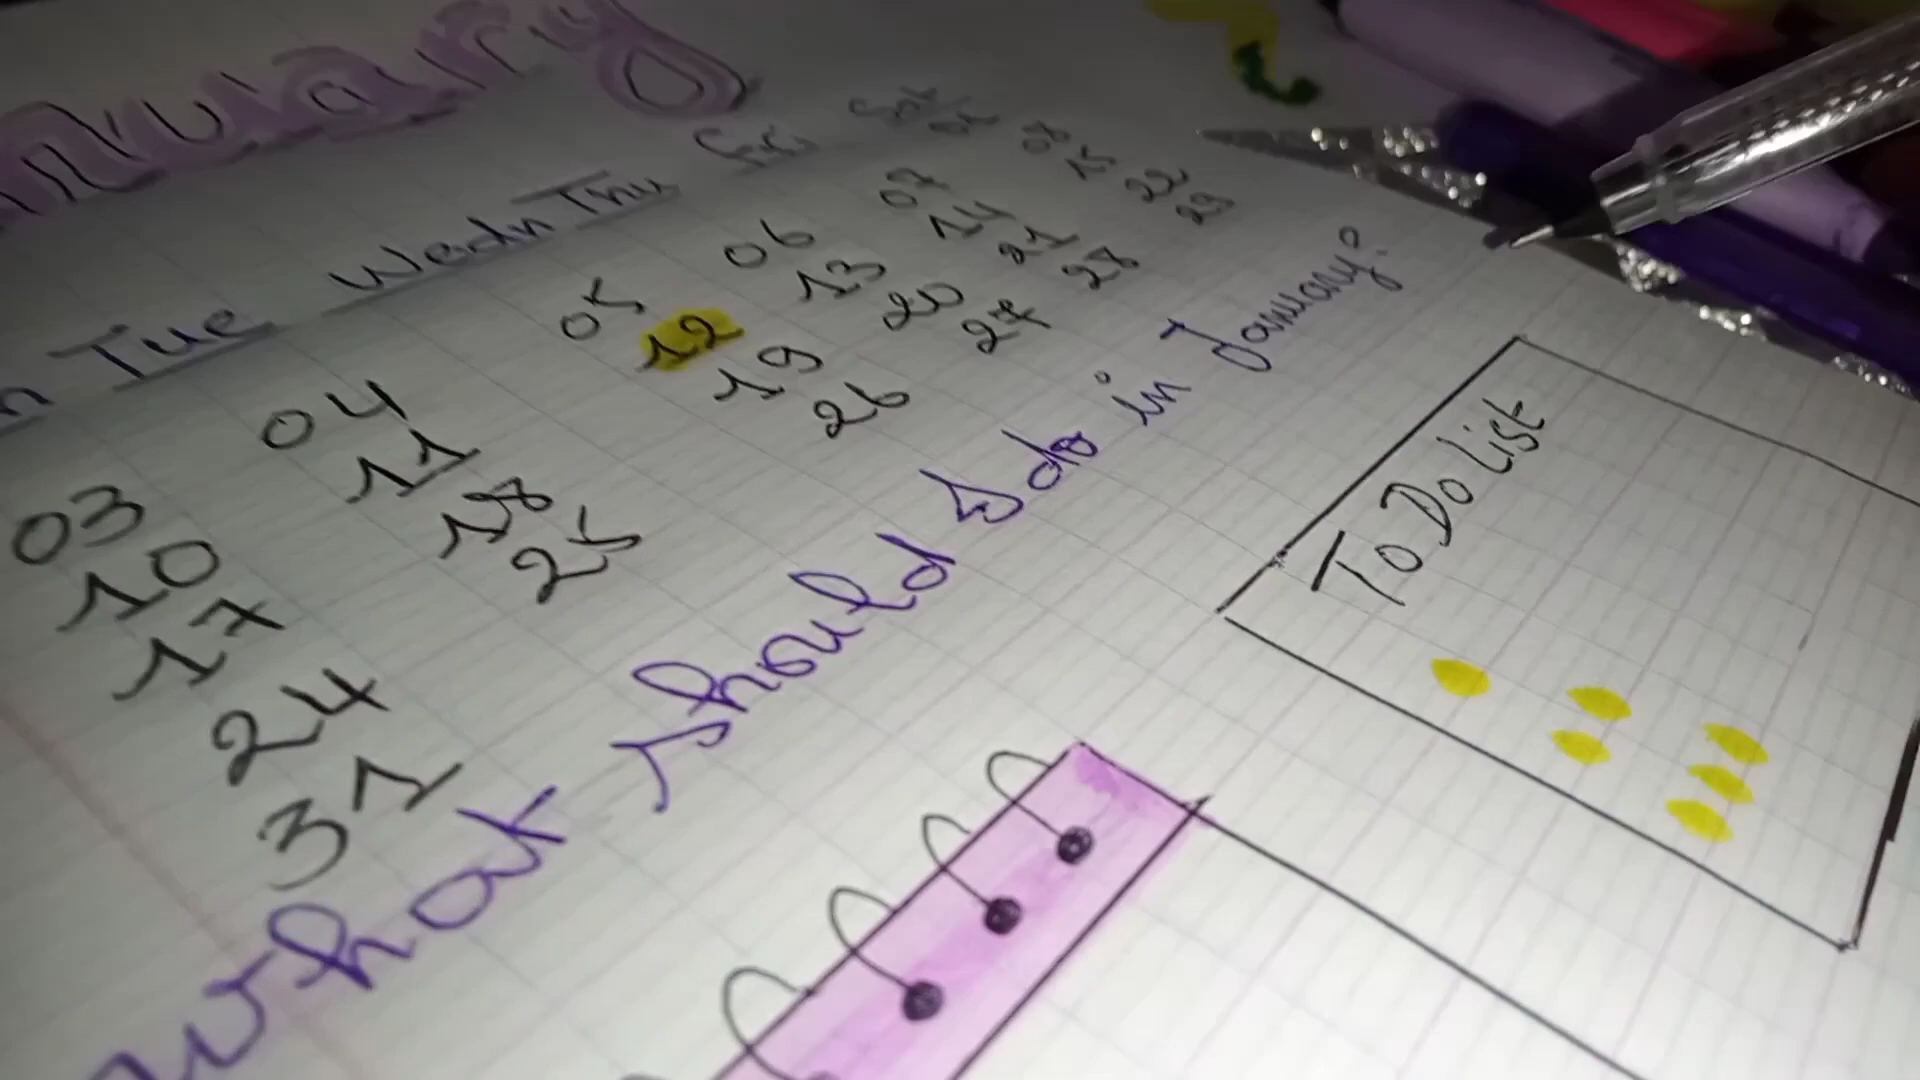 nuary
n Tue Wedn Thu Fri Sat
01
03 04 05 06 07 08
10 11 12 13 14 15
17 18 19 20 21 22
24 25 26 27 28 29
31
What should I do in January?
To Do list